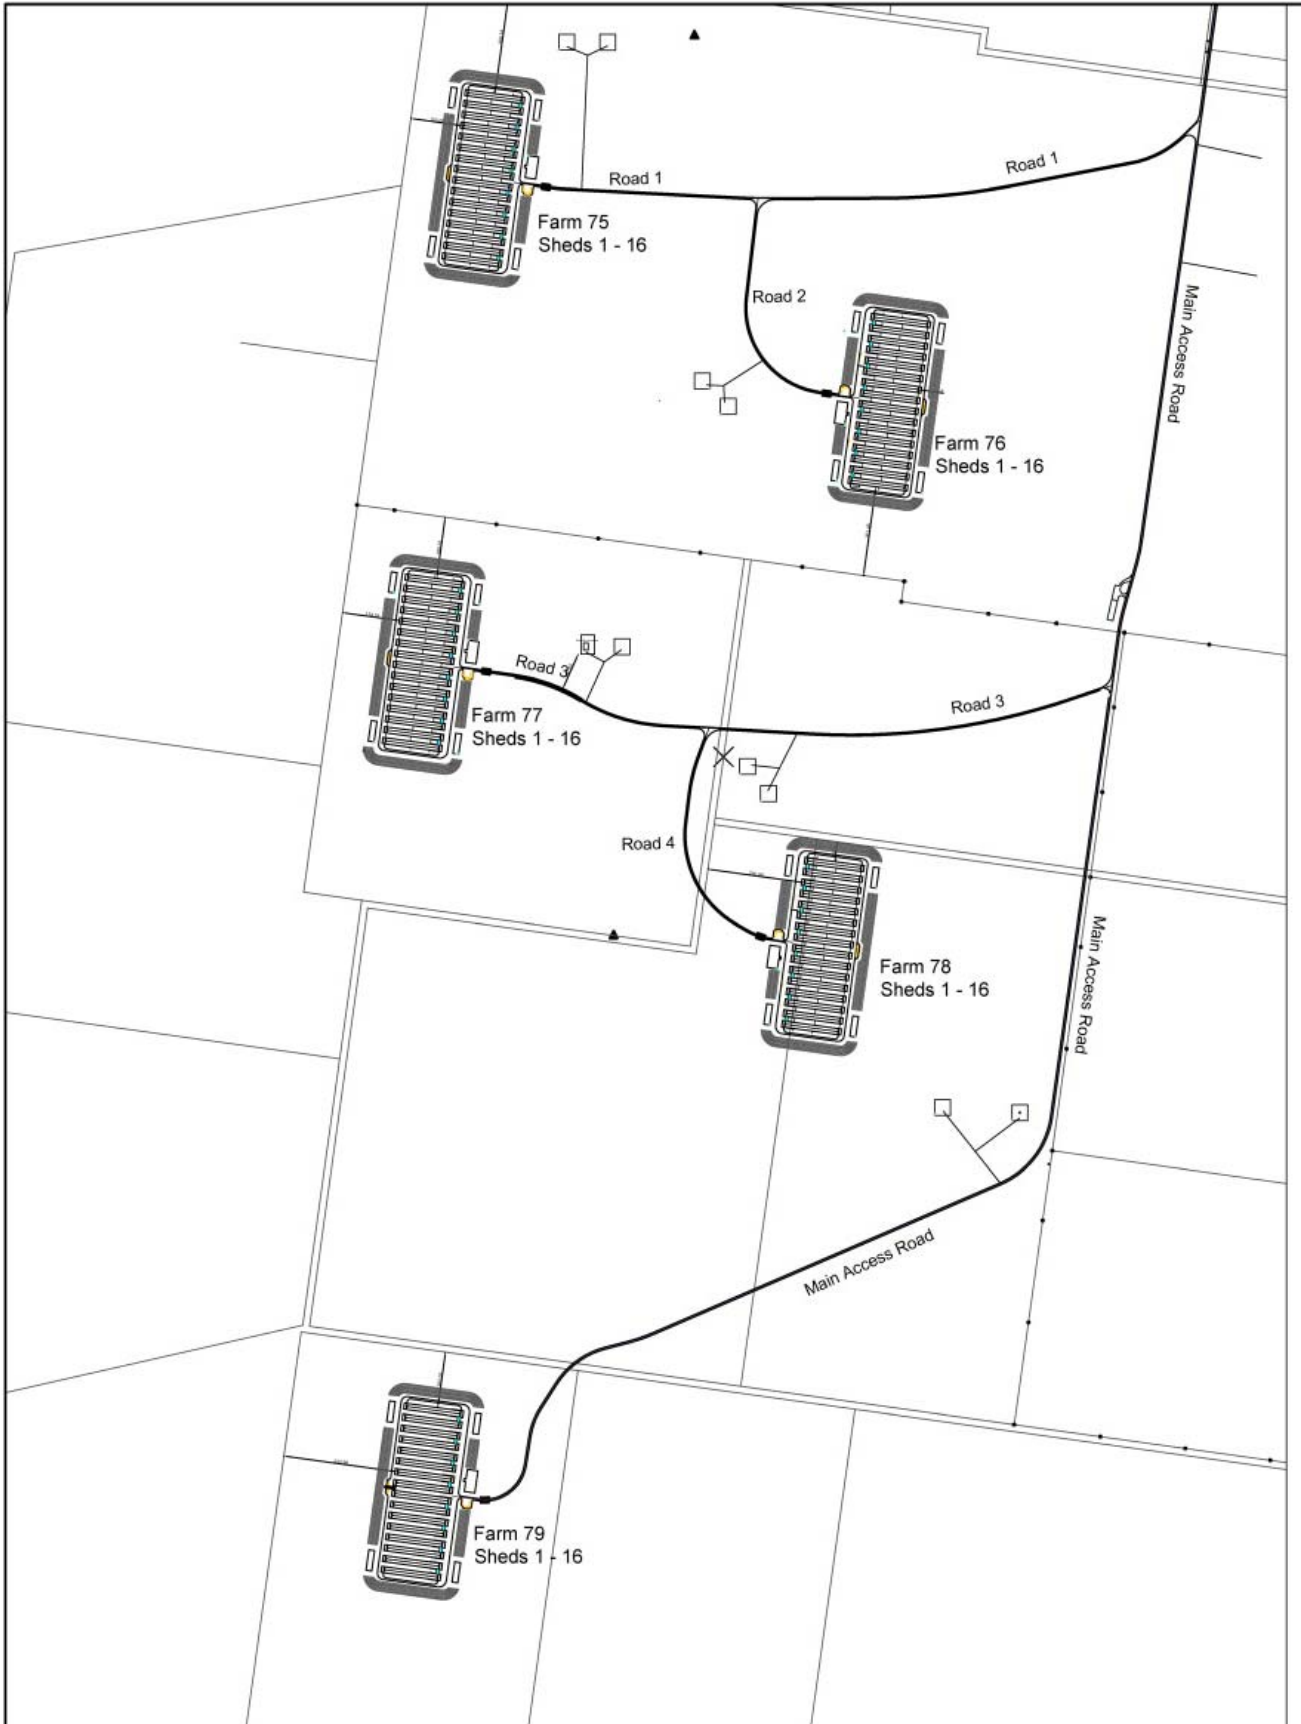 Road 1
Road 1
Farm 75
Sheds 1 - 16
Road 2
Main Access Road
Farm 76
Sheds 1 - 16
Road 3
Road 3
Farm 77
Sheds 1 - 16
Road 4
Main Access Road
Farm 78
Sheds 1 - 16
Main Access Road
Farm 79
Sheds 1 - 16